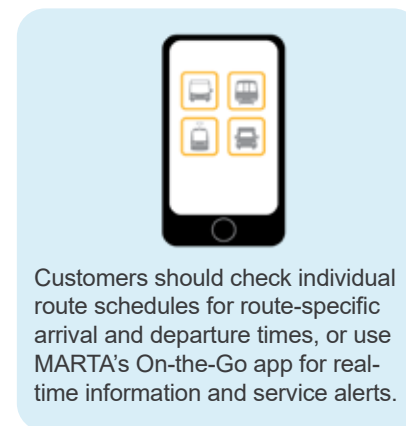 Customers should check individual
route schedules for route-specific
arrival and departure times, or use
MARTA's On-the-Go app for real-
time information and service alerts.